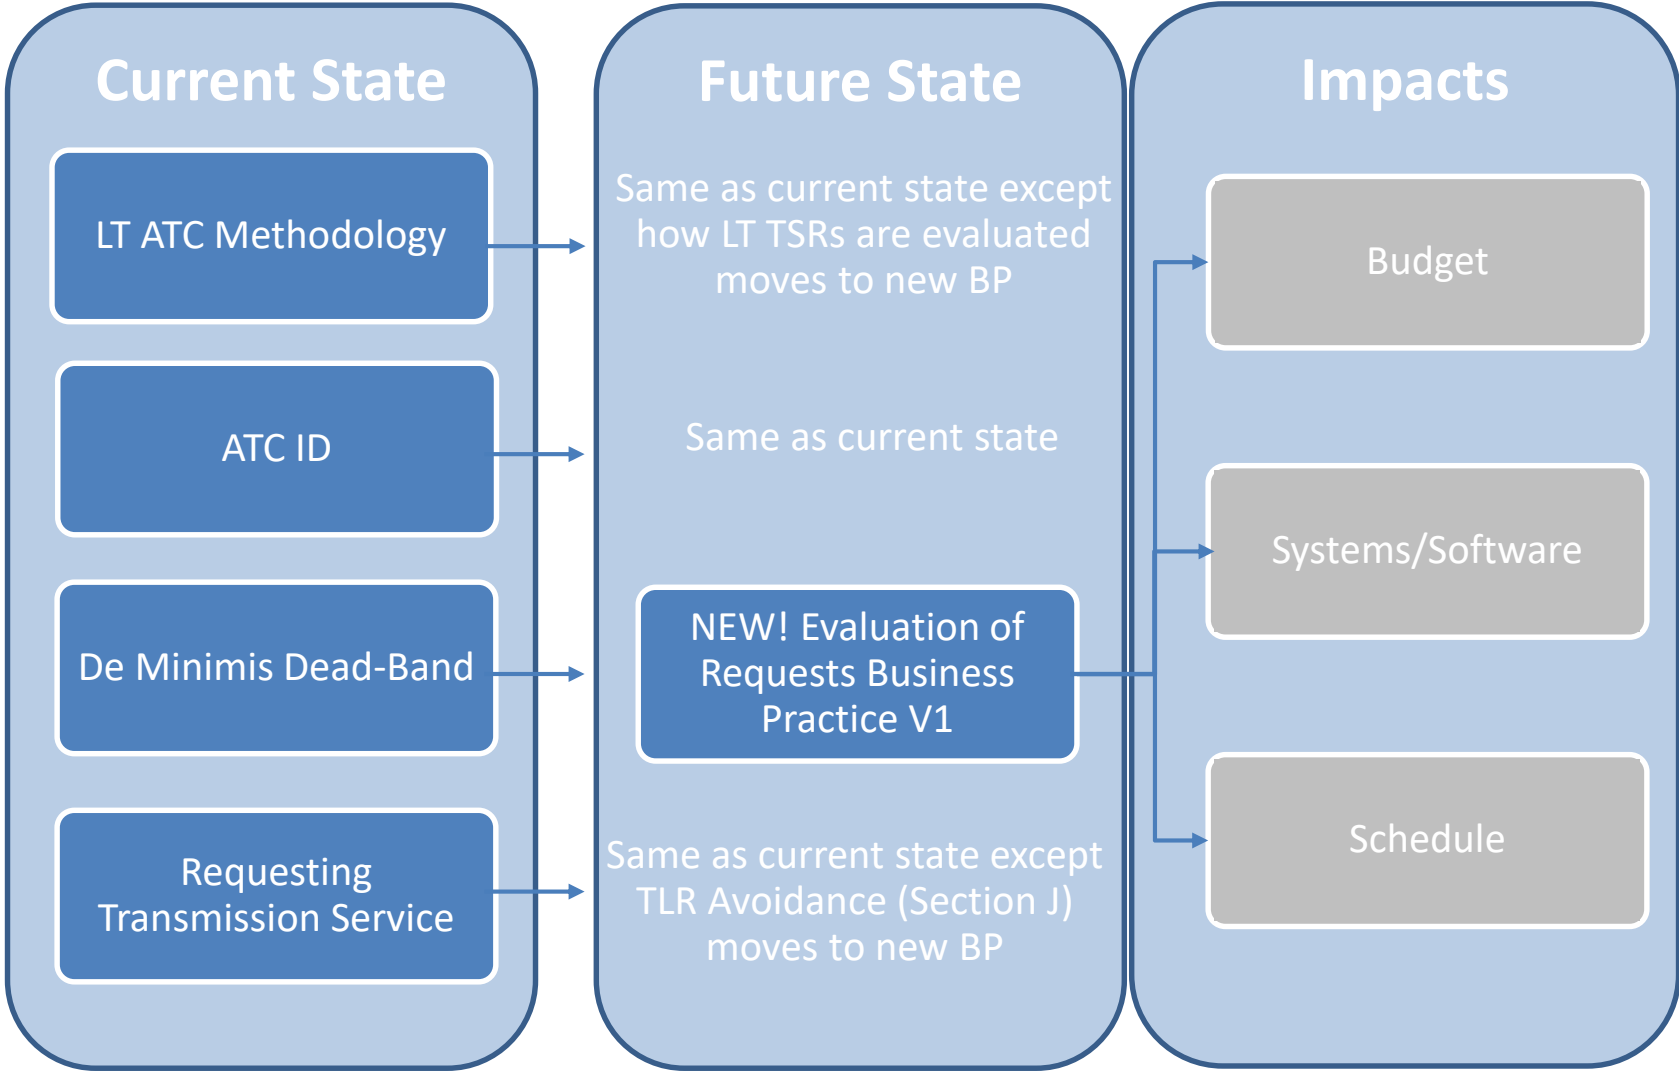 Current State
LT ATC Methodology
ATC ID
De Minimis Dead-Band
Requesting
Transmission Service
Future State
Same as current state except
how LT TSRs are evaluated
moves to new BP
Same as current state
NEW! Evaluation of
Requests Business
Practice V1
Same as current state except
TLR Avoidance (Section J)
moves to new BP
Impacts
Budget
Systems/Software
Schedule